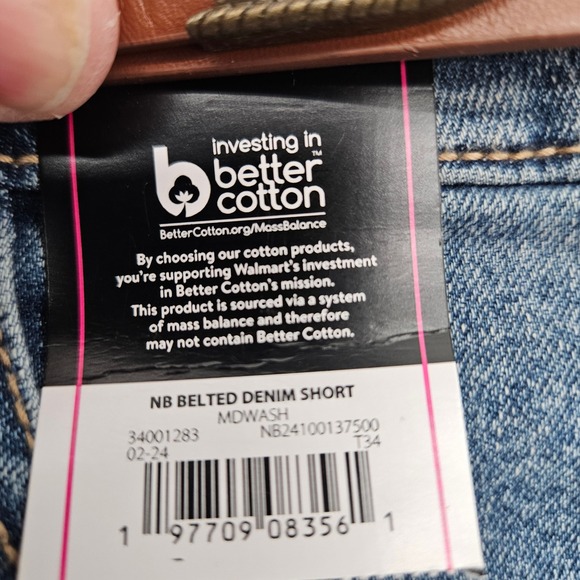 investing in
better™
cotton
BetterCotton.org/MassBalance
By choosing our cotton products,
you're supporting Walmart's investment
in Better Cotton's mission.
This product is sourced via a system
of mass balance and therefore
may not contain Better Cotton.
NB BELTED DENIM SHORT
MDWASH
34001283 NB24100137500
02-24 T34
1 97709 08356 1